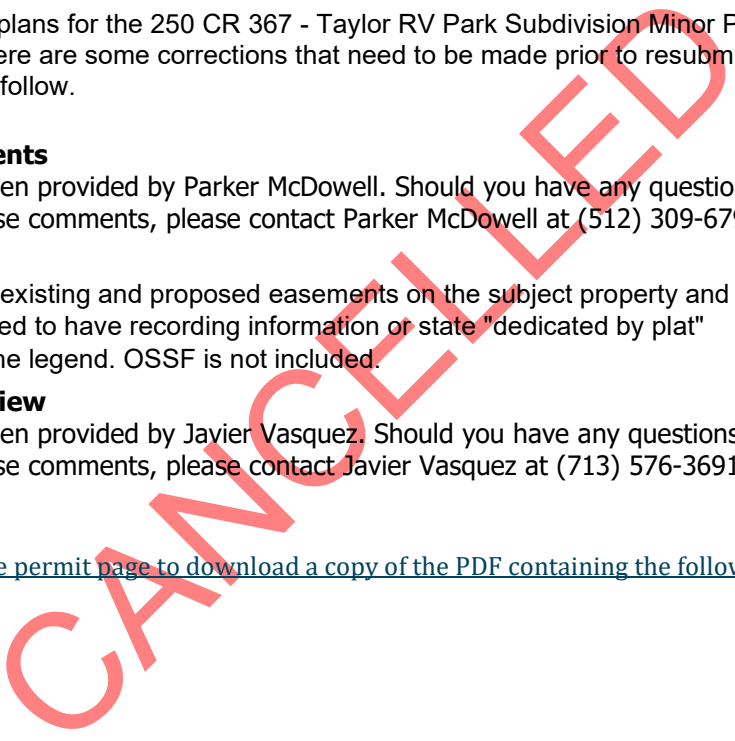 plans for the 250 CR 367 - Taylor RV Park Subdivision Minor P
ere are some corrections that need to be made prior to resubm
follow.
ents
en provided by Parker McDowell. Should you have any questio
se comments, please contact Parker McDowell at (512) 309-679
existing and proposed easements on the subject property and
ed to have recording information or state "dedicated by plat"
he legend. OSSF is not included.
iew
en provided by Javier Vasquez. Should you have any questions
se comments, please contact Javier Vasquez at (713) 576-3691
e permit page to download a copy of the PDF containing the follow
CANCELLED